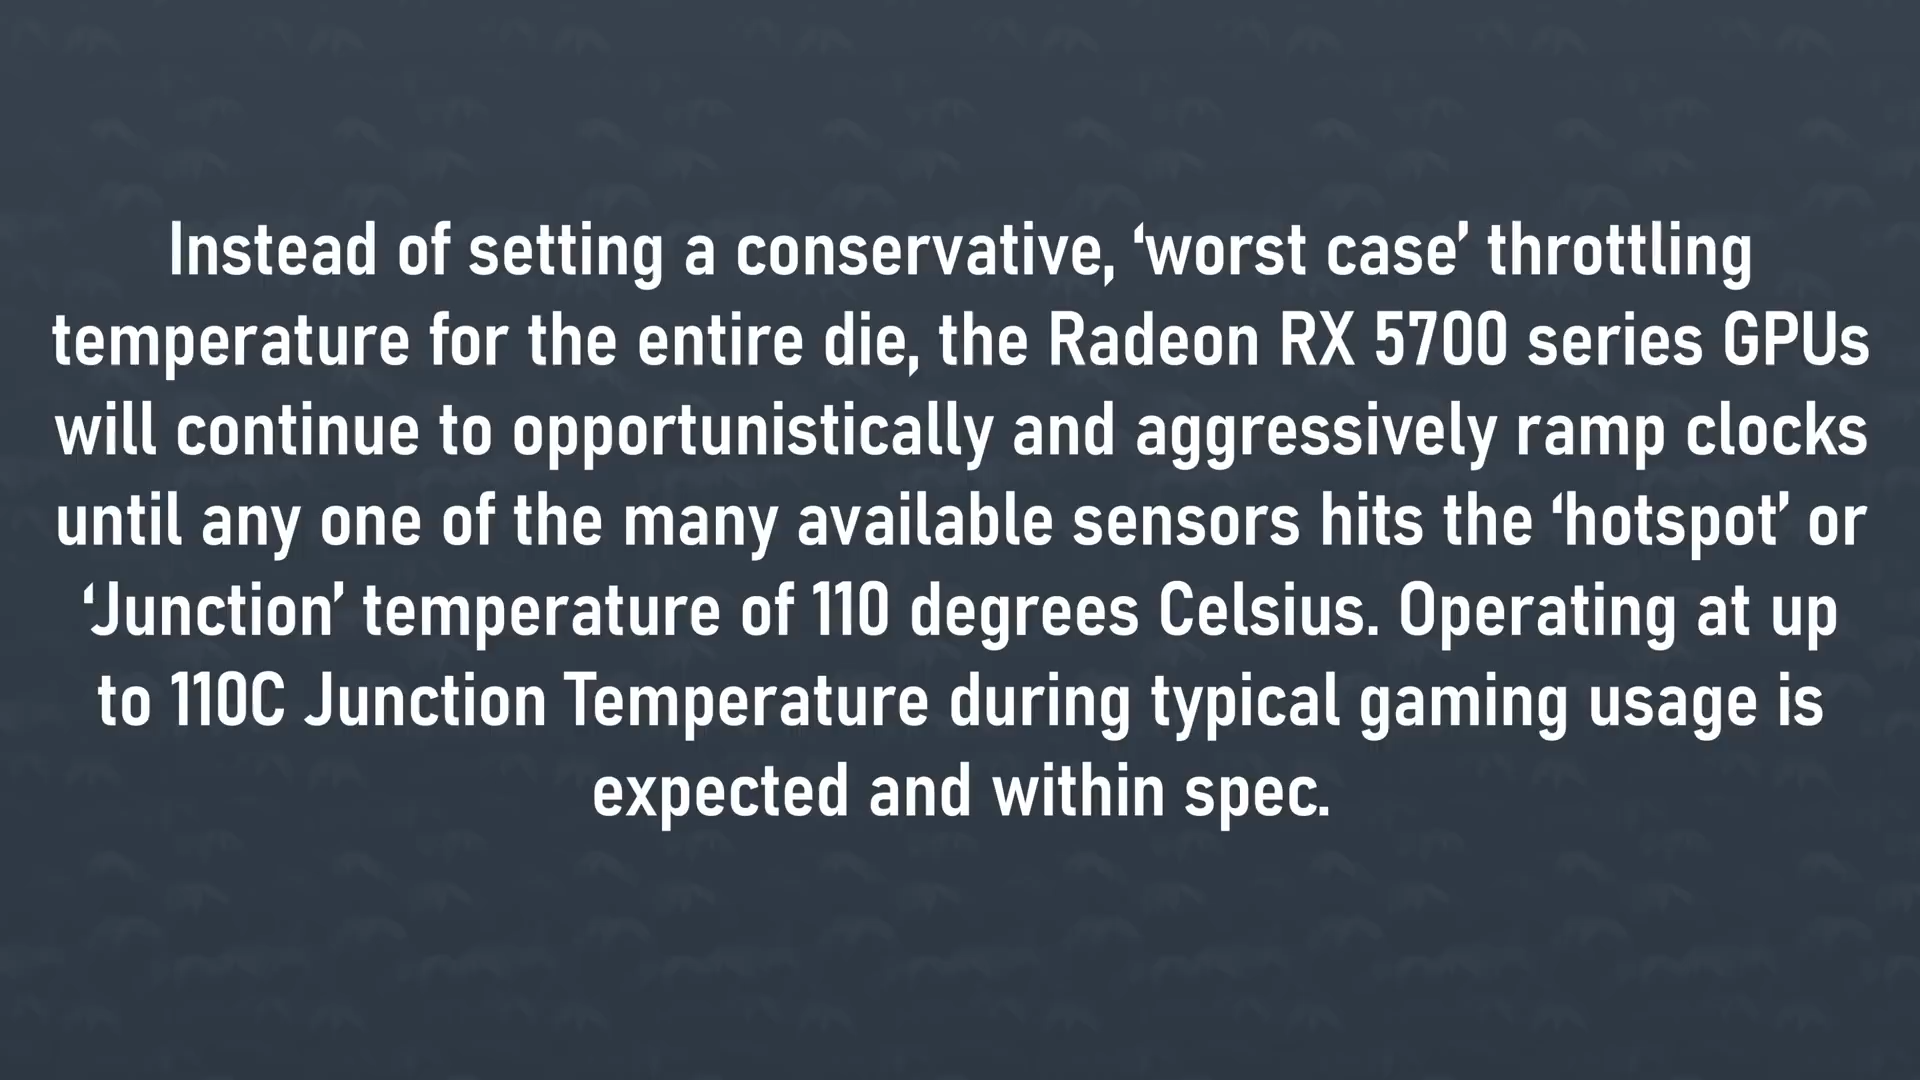 Instead of setting a conservative, ‘worst case’ throttling
temperature for the entire die, the Radeon RX 5700 series GPUs
will continue to opportunistically and aggressively ramp clocks
until any one of the many available sensors hits the ‘hotspot’ or
‘Junction’ temperature of 110 degrees Celsius. Operating at up
to 110C Junction Temperature during typical gaming usage is
expected and within spec.